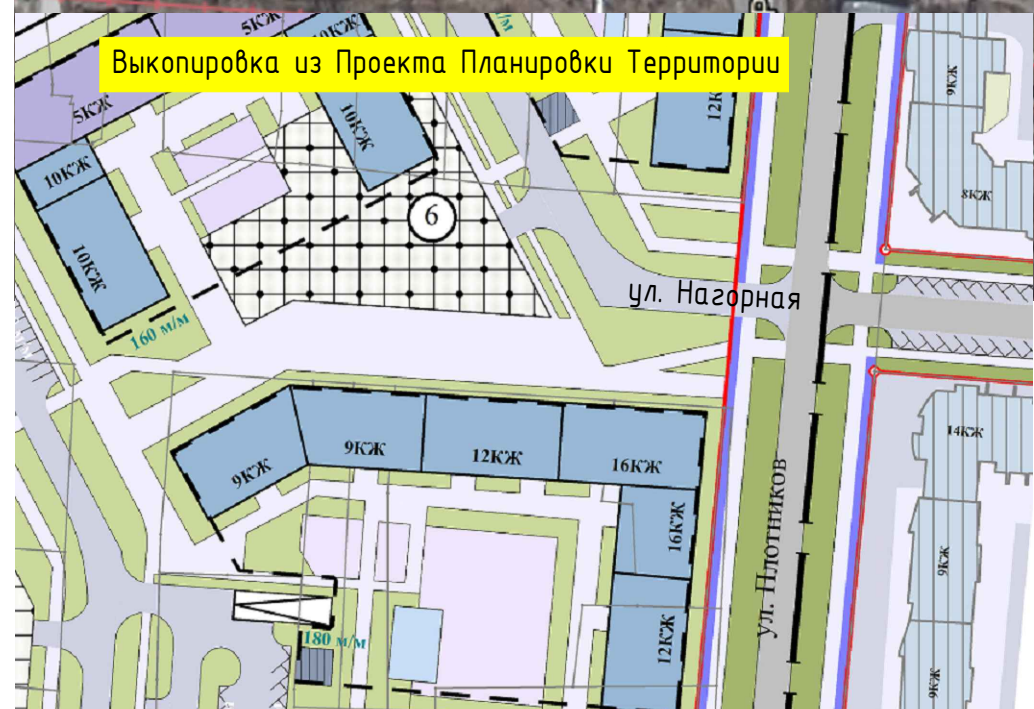 5КЖ
10КЖ
Выкопировка из Проекта Планировки Территории
5КЖ
10КЖ
12КЖ
9КЖ
10КЖ
8КЖ
6
10КЖ
ул. Нагорная
160 м/м
14КЖ
9КЖ
9КЖ
12КЖ
16КЖ
ул. Плотников
16КЖ
9КЖ
180 м/м
12КЖ
9КЖ